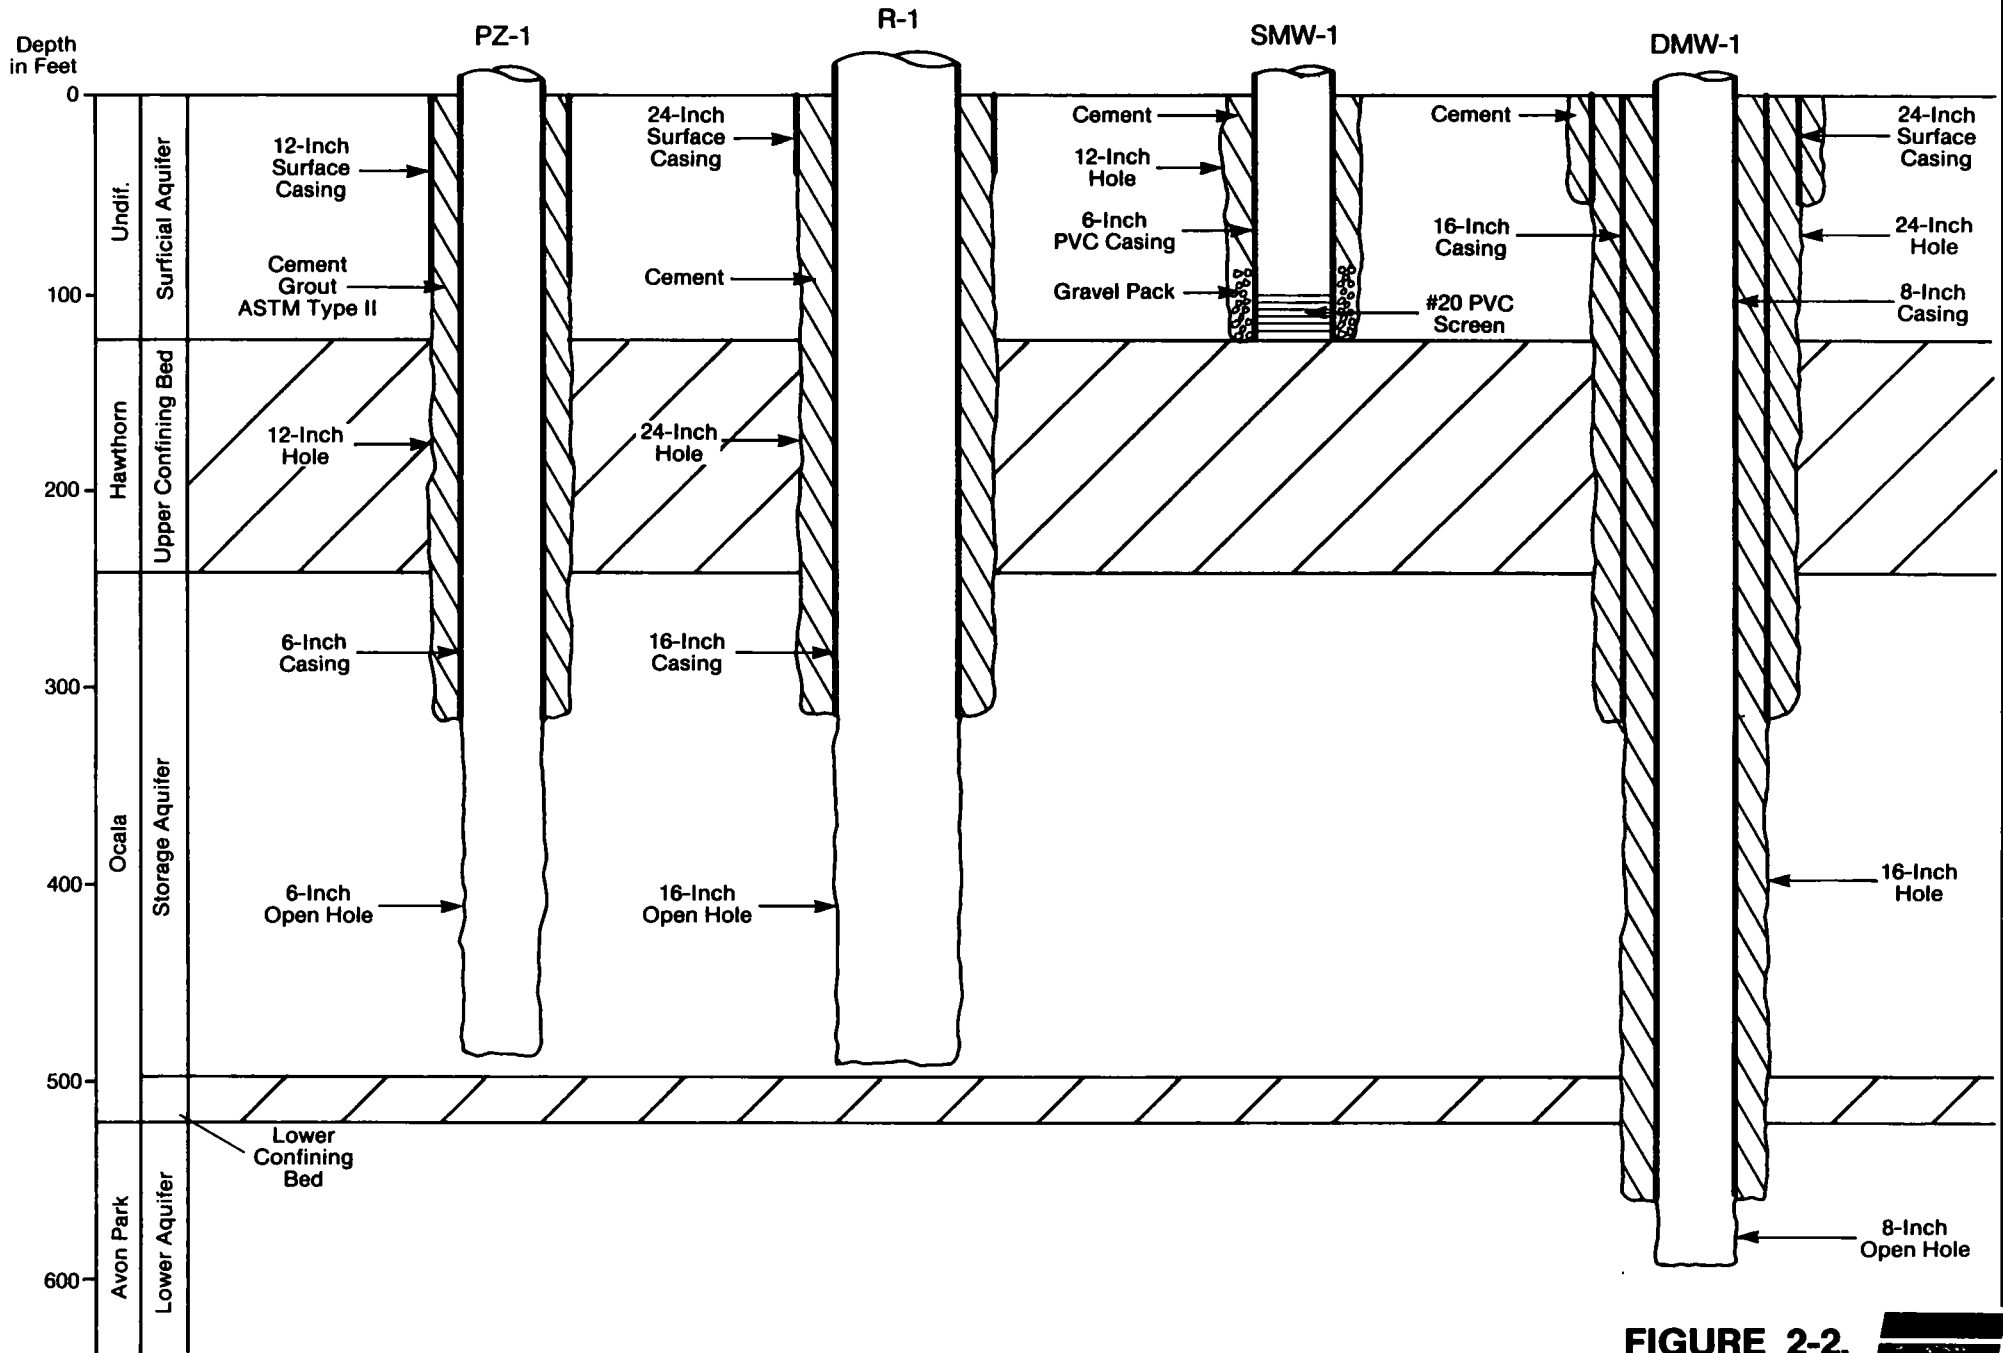 Depth
in Feet
PZ-1
R-1
SMW-1
DMW-1
0
100
200
300
400
500
600
Undif.
Hawthorn
Ocala
Avon Park
Surficial Aquifer
Upper Confining Bed
Storage Aquifer
Lower Aquifer
Lower
Confining
Bed
12-Inch
Surface
Casing
Cement
Grout
ASTM Type II
12-Inch
Hole
6-Inch
Casing
6-Inch
Open Hole
24-Inch
Surface
Casing
Cement
24-Inch
Hole
16-Inch
Casing
16-Inch
Open Hole
Cement
12-Inch
Hole
6-Inch
PVC Casing
Gravel Pack
#20 PVC
Screen
Cement
16-Inch
Casing
24-Inch
Surface
Casing
24-Inch
Hole
8-Inch
Casing
16-Inch
Hole
8-Inch
Open Hole
FIGURE 2-2.